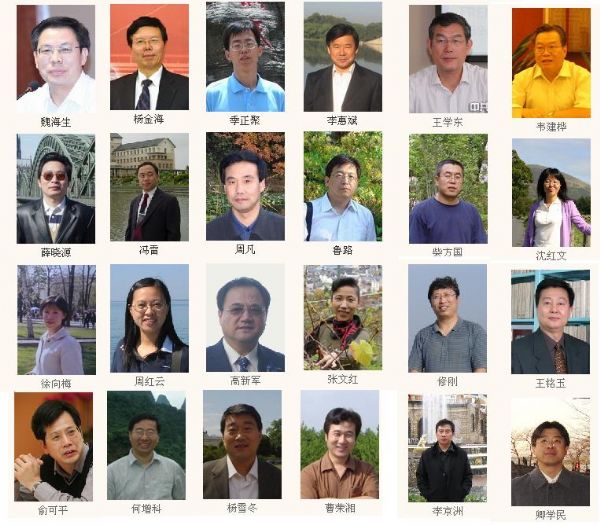 魏海生 杨金海 季正聚 李惠斌 王学东 韦建桦
薛晓源 冯雷 周凡 鲁路 柴方国 沈红文
徐向梅 周红云 高新军 张文红 修刚 王铭玉
俞可平 何增科 杨雪冬 曹荣湘 李京洲 卿学民